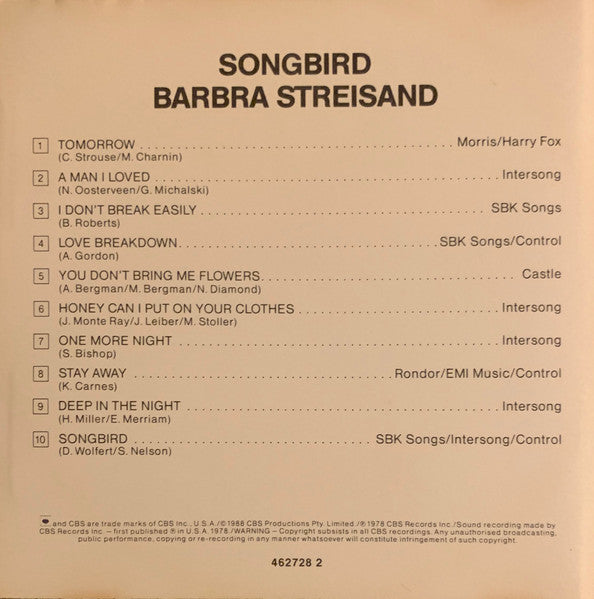 SONGBIRD
BARBRA STREISAND
1 TOMORROW . . . . . . . . . . . . . . . . . . . . . . . . . . . . . . . . . . . . . . Morris/Harry Fox
(C. Strouse/M. Charnin)
2 A MAN I LOVED . . . . . . . . . . . . . . . . . . . . . . . . . . . . . . . . . . . . . . Intersong
(N. Oosterveen/G. Michalski)
3 I DON'T BREAK EASILY . . . . . . . . . . . . . . . . . . . . . . . . . . . . . . . . SBK Songs
(B. Roberts)
4 LOVE BREAKDOWN . . . . . . . . . . . . . . . . . . . . . . . . . . . . . SBK Songs/Control
(A. Gordon)
5 YOU DON'T BRING ME FLOWERS . . . . . . . . . . . . . . . . . . . . . . . . . . . . Castle
(A. Bergman/M. Bergman/N. Diamond)
6 HONEY CAN I PUT ON YOUR CLOTHES . . . . . . . . . . . . . . . . . . . . . . Intersong
(J. Monte Ray/J. Leiber/M. Stoller)
7 ONE MORE NIGHT . . . . . . . . . . . . . . . . . . . . . . . . . . . . . . . . . . . . Intersong
(S. Bishop)
8 STAY AWAY . . . . . . . . . . . . . . . . . . . . . . . . . . . . Rondor/EMI Music/Control
(K. Carnes)
9 DEEP IN THE NIGHT . . . . . . . . . . . . . . . . . . . . . . . . . . . . . . . . . . . Intersong
(H. Miller/E. Merriam)
10 SONGBIRD . . . . . . . . . . . . . . . . . . . . . . . . . . SBK Songs/Intersong/Control
(D. Wolfert/S. Nelson)
and CBS are trade marks of CBS Inc., U.S.A./© 1988 CBS Productions Pty. Limited./℗ 1978 CBS Records Inc./Sound recording made by
CBS Records Inc. – first published ℗ in U.S.A. 1978./WARNING – Copyright subsists in all CBS recordings. Any unauthorised broadcasting,
public performance, copying or re-recording in any manner whatsoever will constitute infringement of such copyright.
462728 2